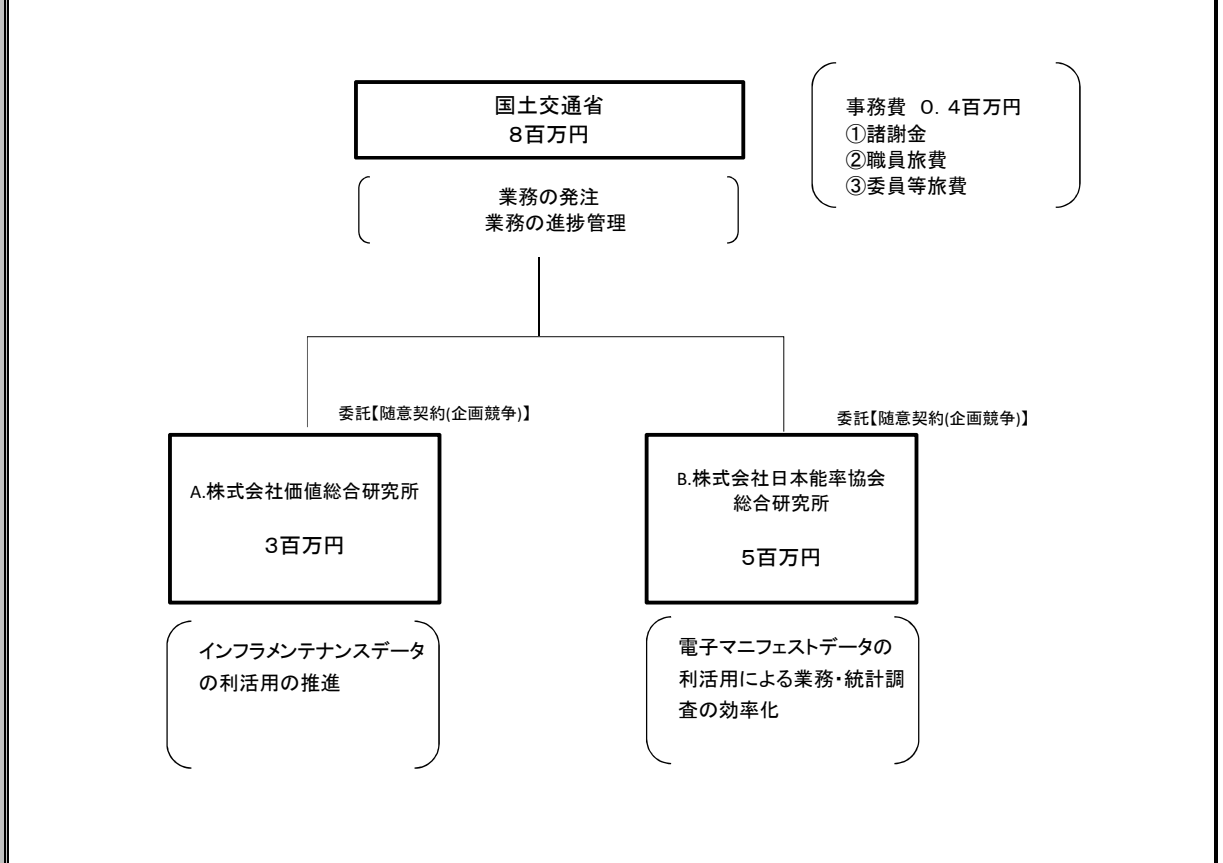 国土交通省
８百万円
事務費　０．４百万円
①諸謝金
②職員旅費
③委員等旅費
業務の発注
業務の進捗管理
委託【随意契約(企画競争)】
委託【随意契約(企画競争)】
A.株式会社価値総合研究所
３百万円
B.株式会社日本能率協会
総合研究所
５百万円
インフラメンテナンスデータ
の利活用の推進
電子マニフェストデータの
利活用による業務・統計調
査の効率化